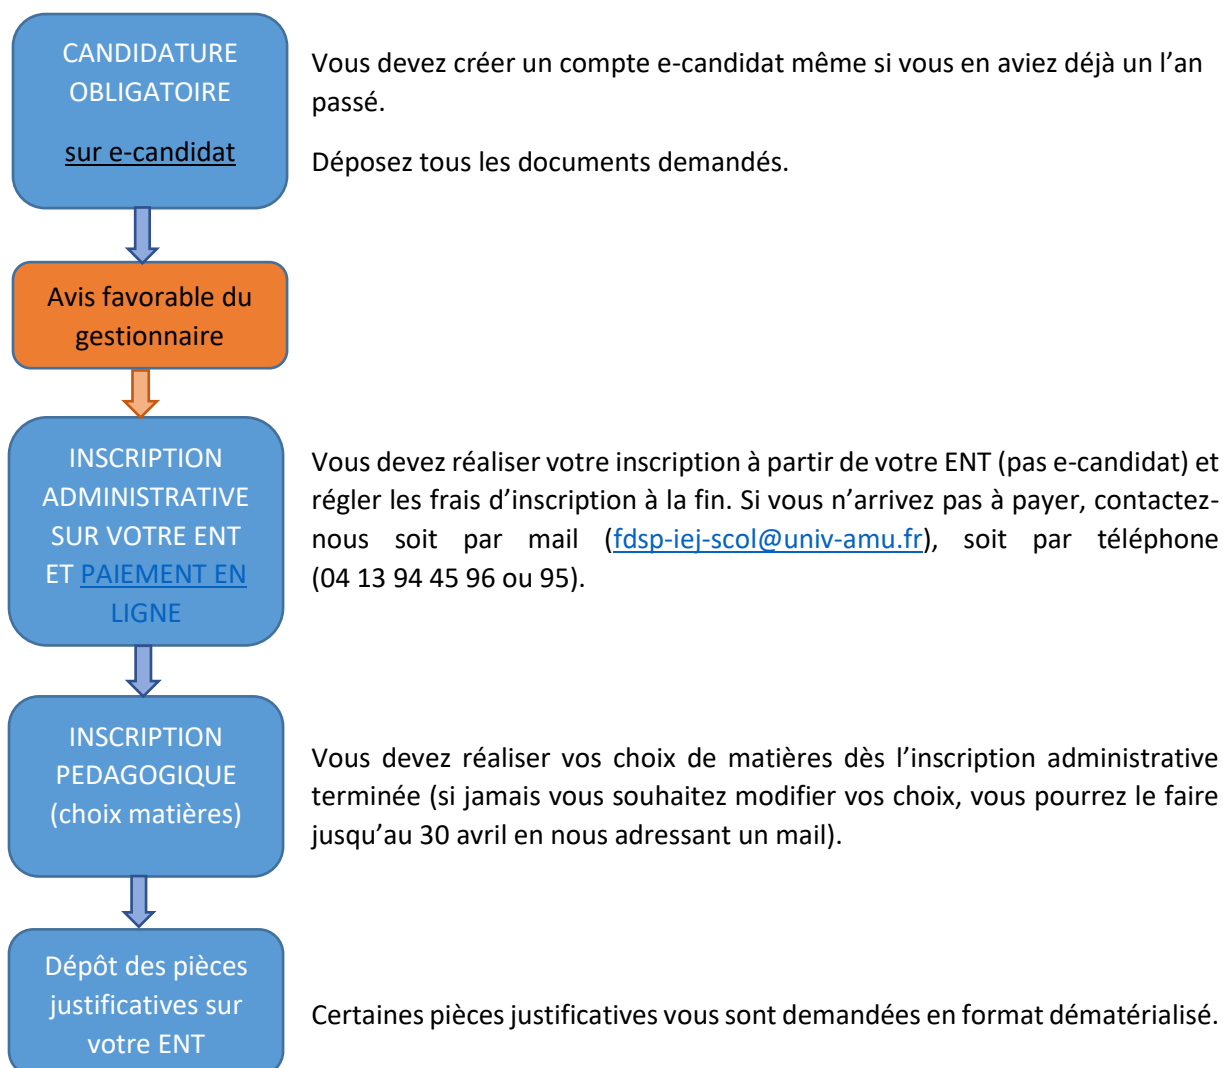 CANDIDATURE
OBLIGATOIRE
sur e-candidat
Vous devez créer un compte e-candidat même si vous en aviez déjà un l’an
passé.
Déposez tous les documents demandés.
Avis favorable du
gestionnaire
INSCRIPTION
ADMINISTRATIVE
SUR VOTRE ENT
ET PAIEMENT EN
LIGNE
Vous devez réaliser votre inscription à partir de votre ENT (pas e-candidat) et
régler les frais d’inscription à la fin. Si vous n’arrivez pas à payer, contactez-
nous soit par mail (fdsp-iej-scol@univ-amu.fr), soit par téléphone
(04 13 94 45 96 ou 95).
INSCRIPTION
PEDAGOGIQUE
(choix matières)
Vous devez réaliser vos choix de matières dès l’inscription administrative
terminée (si jamais vous souhaitez modifier vos choix, vous pourrez le faire
jusqu’au 30 avril en nous adressant un mail).
Dépôt des pièces
justificatives sur
votre ENT
Certaines pièces justificatives vous sont demandées en format dématérialisé.